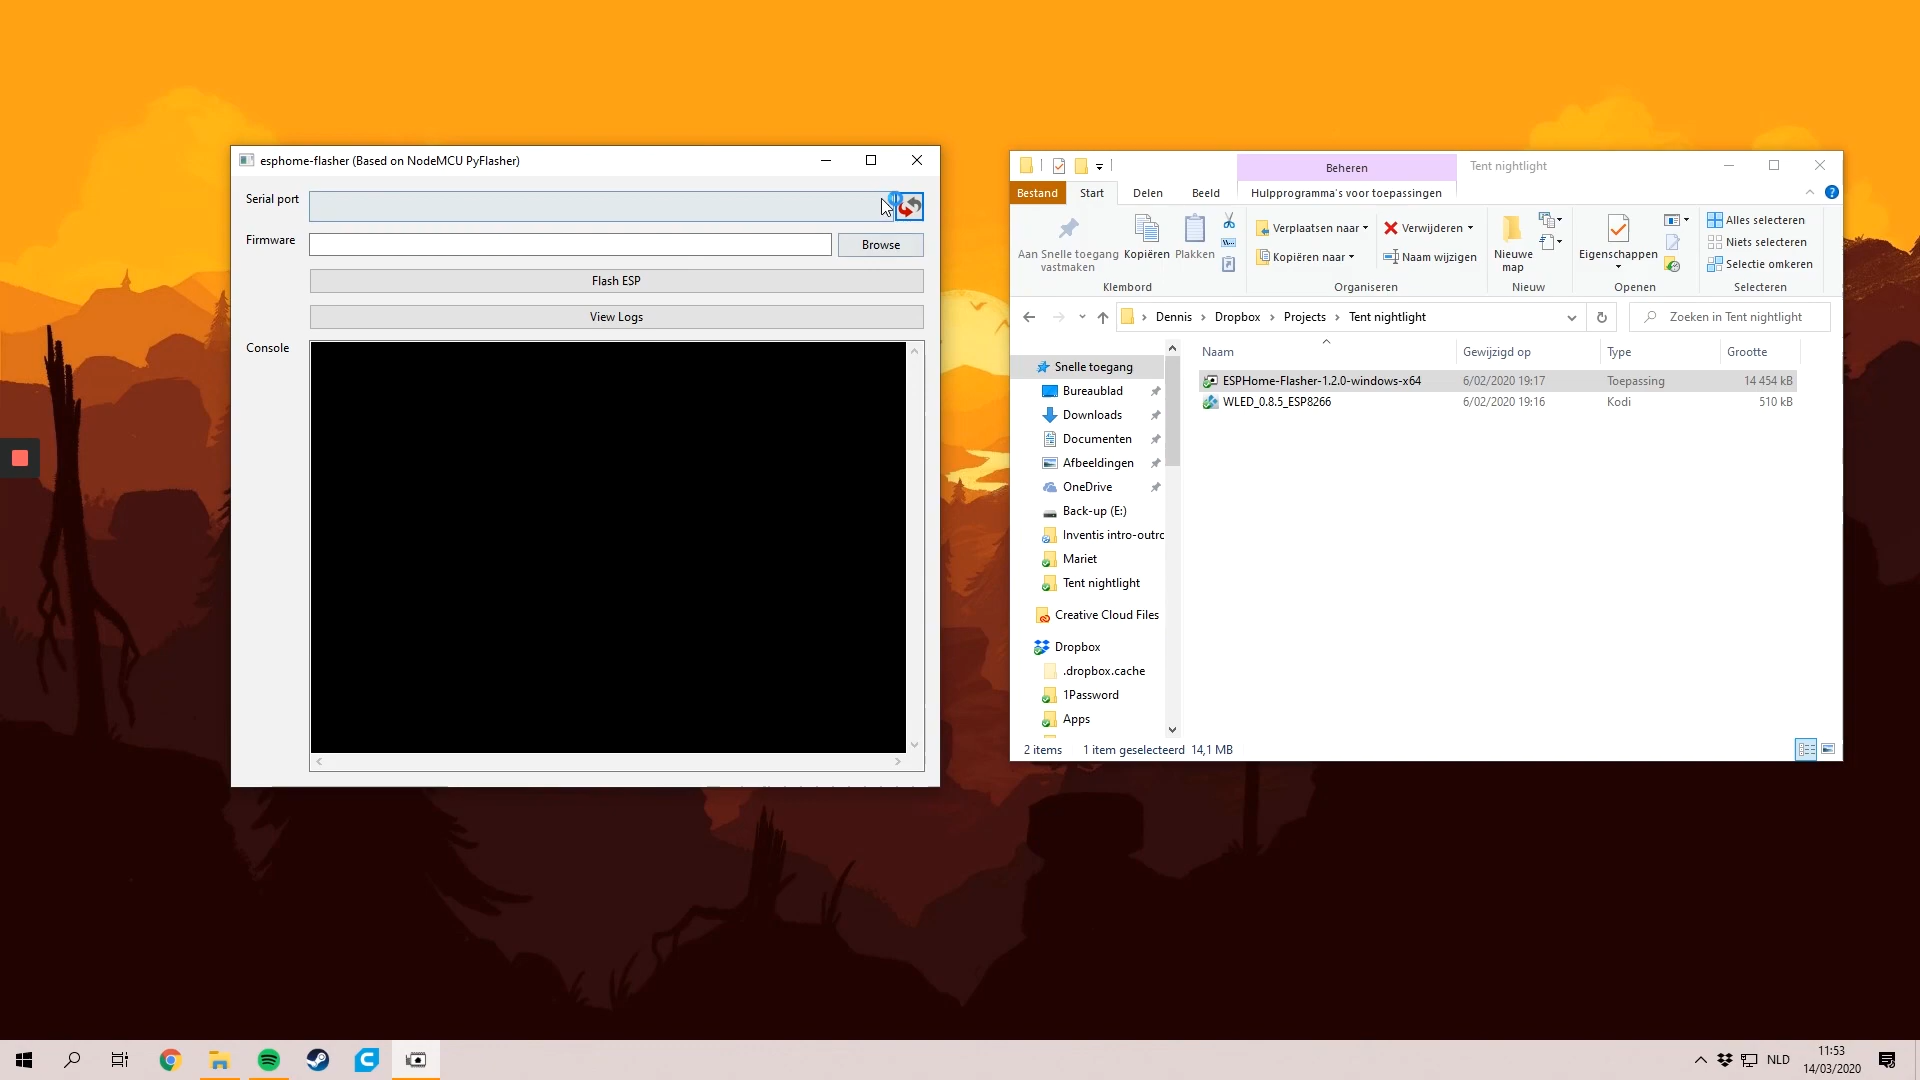 esphome-flasher (Based on NodeMCU PyFlasher)
Serial port
Firmware
Browse
Flash ESP
View Logs
Console
Beheren
Tent nightlight
Bestand
Start
Delen
Beeld
Hulpprogramma's voor toepassingen
Aan Snelle toegang
vastmaken
Kopiëren
Plakken
Klembord
Verplaatsen naar
Kopiëren naar
Verwijderen
Naam wijzigen
Organiseren
Nieuwe
map
Nieuw
Eigenschappen
Openen
Alles selecteren
Niets selecteren
Selectie omkeren
Selecteren
Dennis
Dropbox
Projects
Tent nightlight
Zoeken in Tent nightlight
Naam
Gewijzigd op
Type
Grootte
ESPHome-Flasher-1.2.0-windows-x64 6/02/2020 19:17 Toepassing 14 454 kB
WLED_0.8.5_ESP8266 6/02/2020 19:16 Kodi 510 kB
Snelle toegang
Bureaublad
Downloads
Documenten
Afbeeldingen
OneDrive
Back-up (E:)
Inventis intro-outro
Mariet
Tent nightlight
Creative Cloud Files
Dropbox
.dropbox.cache
1Password
Apps
2 items 1 item geselecteerd 14,1 MB
NLD
11:53
14/03/2020